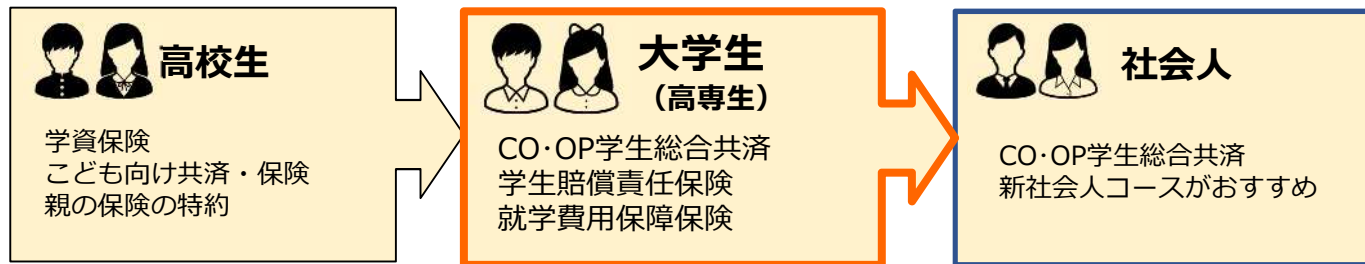 高校生
学資保険
こども向け共済・保険
親の保険の特約
大学生
（高専生）
CO･OP学生総合共済
学生賠償責任保険
就学費用保障保険
社会人
CO･OP学生総合共済
新社会人コースがおすすめ